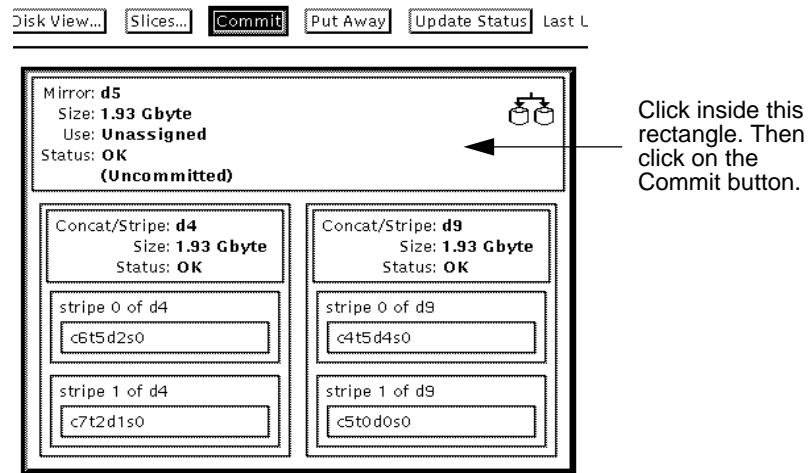 Disk View... Slices... Commit Put Away Update Status Last L
Mirror: d5
Size: 1.93 Gbyte
Use: Unassigned
Status: OK
(Uncommitted)
Click inside this
rectangle. Then
click on the
Commit button.
Concat/Stripe: d4
Size: 1.93 Gbyte
Status: OK
stripe 0 of d4
c6t5d2s0
stripe 1 of d4
c7t2d1s0
Concat/Stripe: d9
Size: 1.93 Gbyte
Status: OK
stripe 0 of d9
c4t5d4s0
stripe 1 of d9
c5t0d0s0